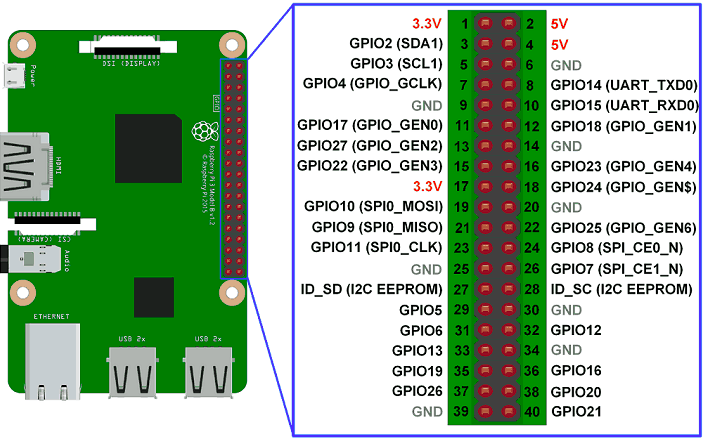 DSI (DISPLAY)
Power
HDMI
GPIO
Raspberry Pi 3 Model B v1.2
© Raspberry Pi 2015
CSI (CAMERA)
Audio
ETHERNET
USB 2x
USB 2x
3.3V 1 2 5V
GPIO2 (SDA1) 3 4 5V
GPIO3 (SCL1) 5 6 GND
GPIO4 (GPIO_GCLK) 7 8 GPIO14 (UART_TXD0)
GND 9 10 GPIO15 (UART_RXD0)
GPIO17 (GPIO_GEN0) 11 12 GPIO18 (GPIO_GEN1)
GPIO27 (GPIO_GEN2) 13 14 GND
GPIO22 (GPIO_GEN3) 15 16 GPIO23 (GPIO_GEN4)
3.3V 17 18 GPIO24 (GPIO_GEN$)
GPIO10 (SPI0_MOSI) 19 20 GND
GPIO9 (SPI0_MISO) 21 22 GPIO25 (GPIO_GEN6)
GPIO11 (SPI0_CLK) 23 24 GPIO8 (SPI_CE0_N)
GND 25 26 GPIO7 (SPI_CE1_N)
ID_SD (I2C EEPROM) 27 28 ID_SC (I2C EEPROM)
GPIO5 29 30 GND
GPIO6 31 32 GPIO12
GPIO13 33 34 GND
GPIO19 35 36 GPIO16
GPIO26 37 38 GPIO20
GND 39 40 GPIO21